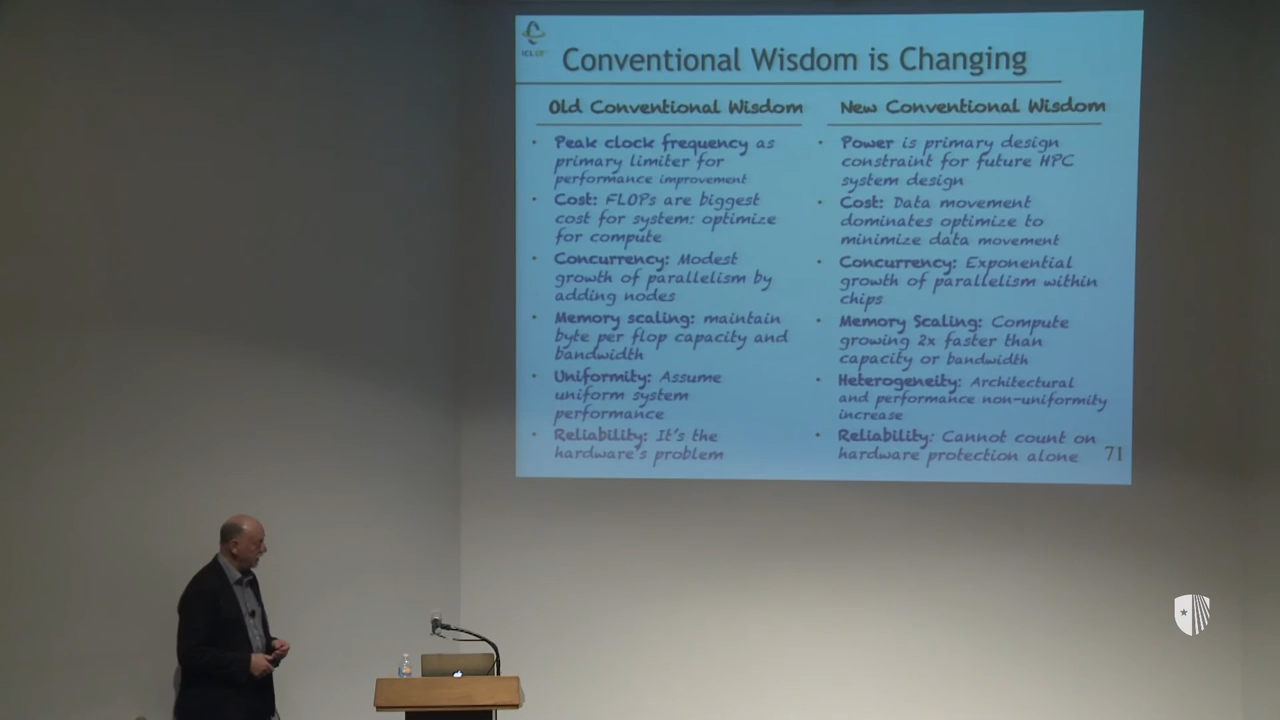 Conventional Wisdom is Changing
Old Conventional Wisdom
• Peak clock frequency as
primary limiter for
performance improvement
• Cost: FLOPs are biggest
cost for system: optimize
for compute
• Concurrency: Modest
growth of parallelism by
adding nodes
• Memory scaling: maintain
byte per flop capacity and
bandwidth
• Uniformity: Assume
uniform system
performance
• Reliability: It's the
hardware's problem
New Conventional Wisdom
• Power is primary design
constraint for future HPC
system design
• Cost: Data movement
dominates optimize to
minimize data movement
• Concurrency: Exponential
growth of parallelism within
chips
• Memory Scaling: Compute
growing 2x faster than
capacity or bandwidth
• Heterogeneity: Architectural
and performance non-uniformity
increase
• Reliability: Cannot count on
hardware protection alone
71